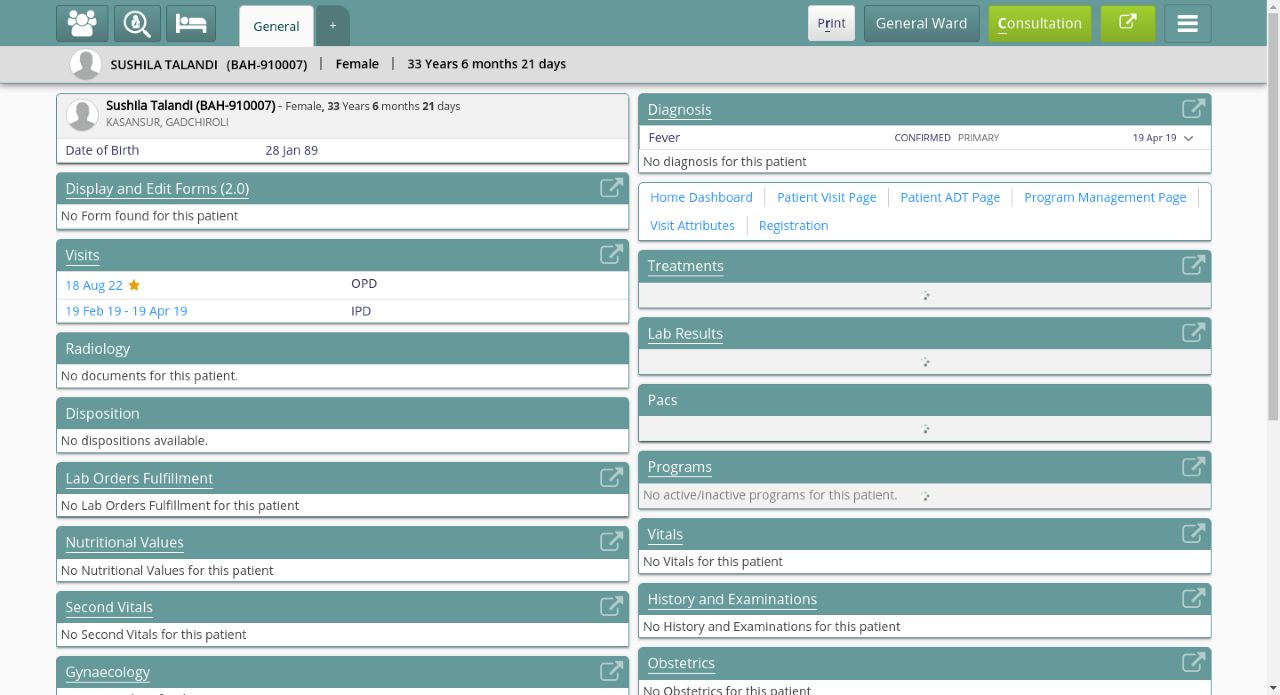 General
+
Print
General Ward
Consultation
SUSHILA TALANDI (BAH-910007) | Female | 33 Years 6 months 21 days
Sushila Talandi (BAH-910007) - Female, 33 Years 6 months 21 days
KASANSUR, GADCHIROLI
Date of Birth 28 Jan 89
Display and Edit Forms (2.0)
No Form found for this patient
Visits
18 Aug 22 OPD
19 Feb 19 - 19 Apr 19 IPD
Radiology
No documents for this patient.
Disposition
No dispositions available.
Lab Orders Fulfillment
No Lab Orders Fulfillment for this patient
Nutritional Values
No Nutritional Values for this patient
Second Vitals
No Second Vitals for this patient
Gynaecology
Diagnosis
Fever CONFIRMED PRIMARY 19 Apr 19
No diagnosis for this patient
Home Dashboard Patient Visit Page Patient ADT Page Program Management Page
Visit Attributes Registration
Treatments
Lab Results
Pacs
Programs
No active/inactive programs for this patient.
Vitals
No Vitals for this patient
History and Examinations
No History and Examinations for this patient
Obstetrics
No Obstetrics for this patient